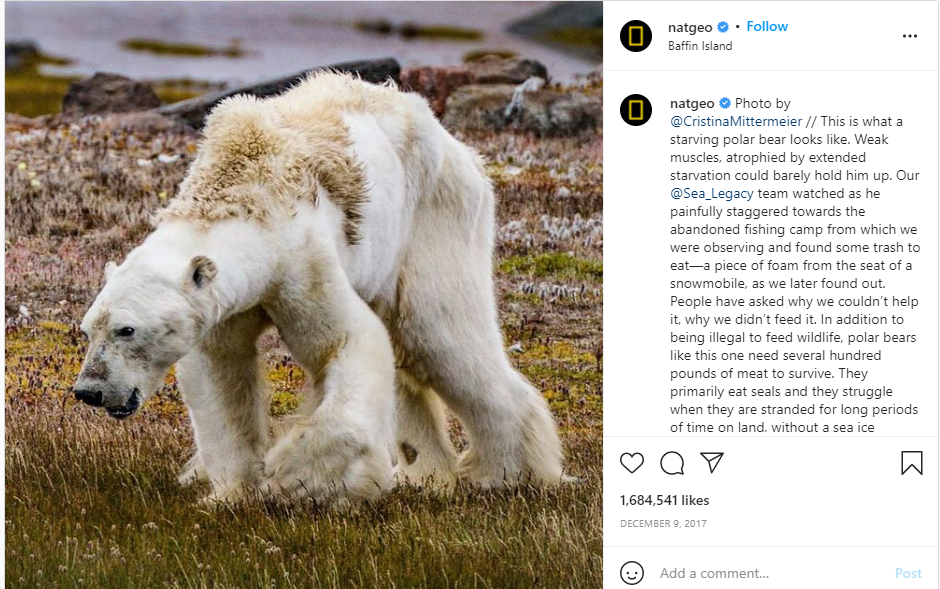 natgeo • Follow
Baffin Island
natgeo Photo by
@CristinaMittermeier // This is what a
starving polar bear looks like. Weak
muscles, atrophied by extended
starvation could barely hold him up. Our
@Sea_Legacy team watched as he
painfully staggered towards the
abandoned fishing camp from which we
were observing and found some trash to
eat—a piece of foam from the seat of a
snowmobile, as we later found out.
People have asked why we couldn’t help
it, why we didn’t feed it. In addition to
being illegal to feed wildlife, polar bears
like this one need several hundred
pounds of meat to survive. They
primarily eat seals and they struggle
when they are stranded for long periods
of time on land, without a sea ice
1,684,541 likes
DECEMBER 9, 2017
Add a comment...
Post